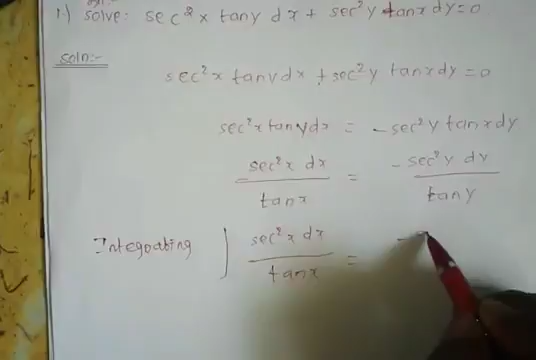 1) Solve: sec²x tany dx + sec²y tanx dy = 0
soln:-
sec²x tany dx + sec²y tanx dy = 0
sec²x tany dx = -sec²y tanx dy
sec²x dx / tanx = -sec²y dy / tany
Integrating ∫ sec²x dx / tanx = -